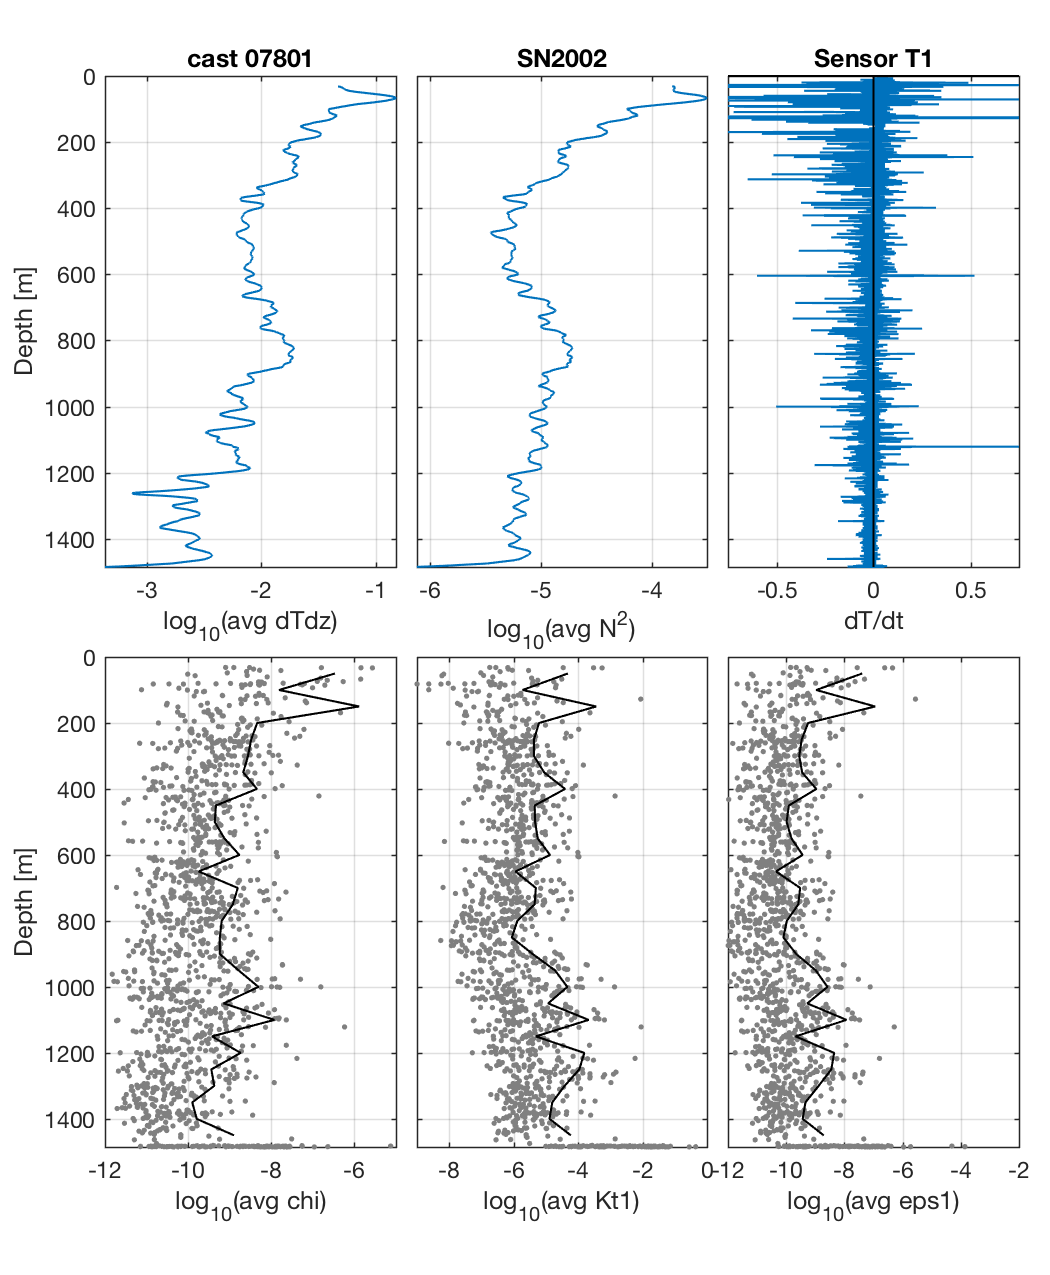 cast 07801 SN2002 Sensor T1
0
200
400
600
800
1000
1200
1400
Depth [m]
-3 -2 -1 -6 -5 -4 -0.5 0 0.5
log10(avg dTdz) log10(avg N2) dT/dt
0
200
400
600
800
1000
1200
1400
Depth [m]
-12 -10 -8 -6 -8 -6 -4 -2 0 -12 -10 -8 -6 -4 -2
log10(avg chi) log10(avg Kt1) log10(avg eps1)